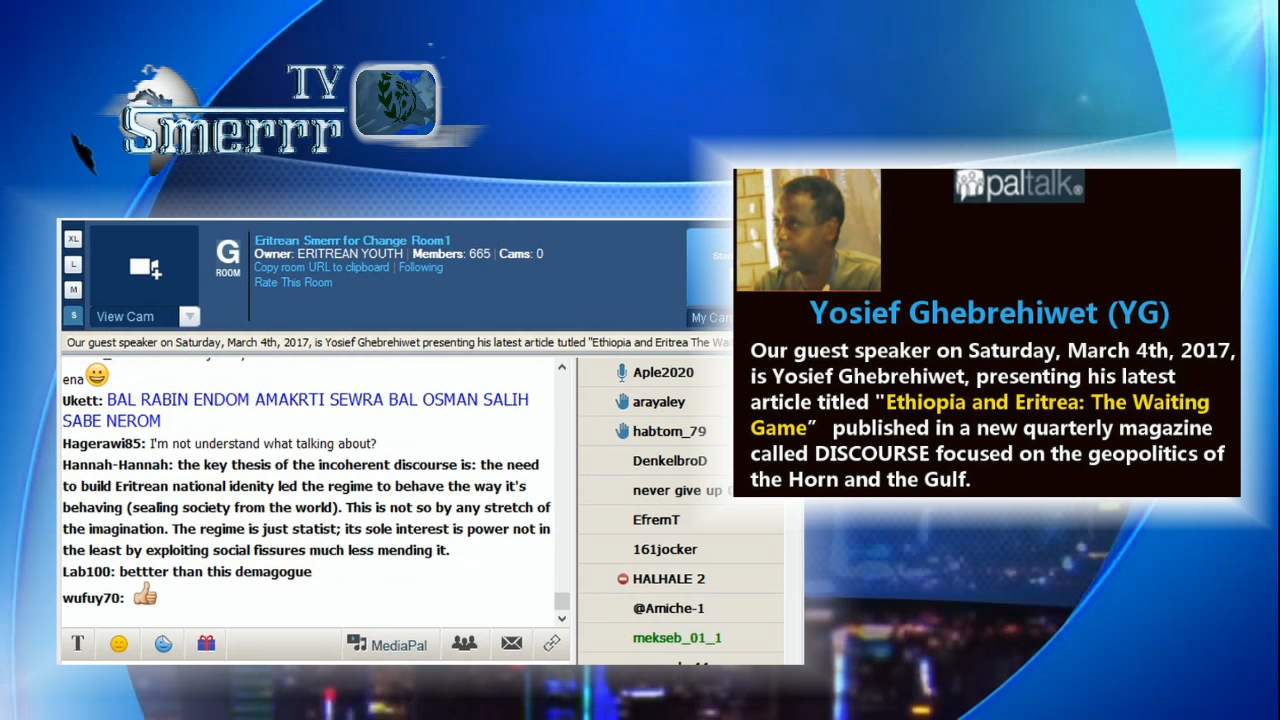 TV
Smerrr
XL
L
M
S
View Cam
G
ROOM
Eritrean Smerrr for Change Room1
Owner: ERITREAN YOUTH | Members: 665 | Cams: 0
Copy room URL to clipboard | Following
Rate This Room
My Cam
Our guest speaker on Saturday, March 4th, 2017, is Yosief Ghebrehiwet presenting his latest article tutled "Ethiopia and Eritrea The Wai
ena
Ukett: BAL RABIN ENDOM AMAKRTI SEWRA BAL OSMAN SALIH
SABE NEROM
Hagerawi85: I'm not understand what talking about?
Hannah-Hannah: the key thesis of the incoherent discourse is: the need
to build Eritrean national idenity led the regime to behave the way it's
behaving (sealing society from the world). This is not so by any stretch of
the imagination. The regime is just statist; its sole interest is power not in
the least by exploiting social fissures much less mending it.
Lab100: bettter than this demagogue
wufuy70:
T
MediaPal
Aple2020
arayaley
habtom_79
DenkelbroD
never give up
EfremT
161jocker
HALHALE 2
@Amiche-1
mekseb_01_1
paltalk®
Yosief Ghebrehiwet (YG)
Our guest speaker on Saturday, March 4th, 2017,
is Yosief Ghebrehiwet, presenting his latest
article titled "Ethiopia and Eritrea: The Waiting
Game” published in a new quarterly magazine
called DISCOURSE focused on the geopolitics of
the Horn and the Gulf.